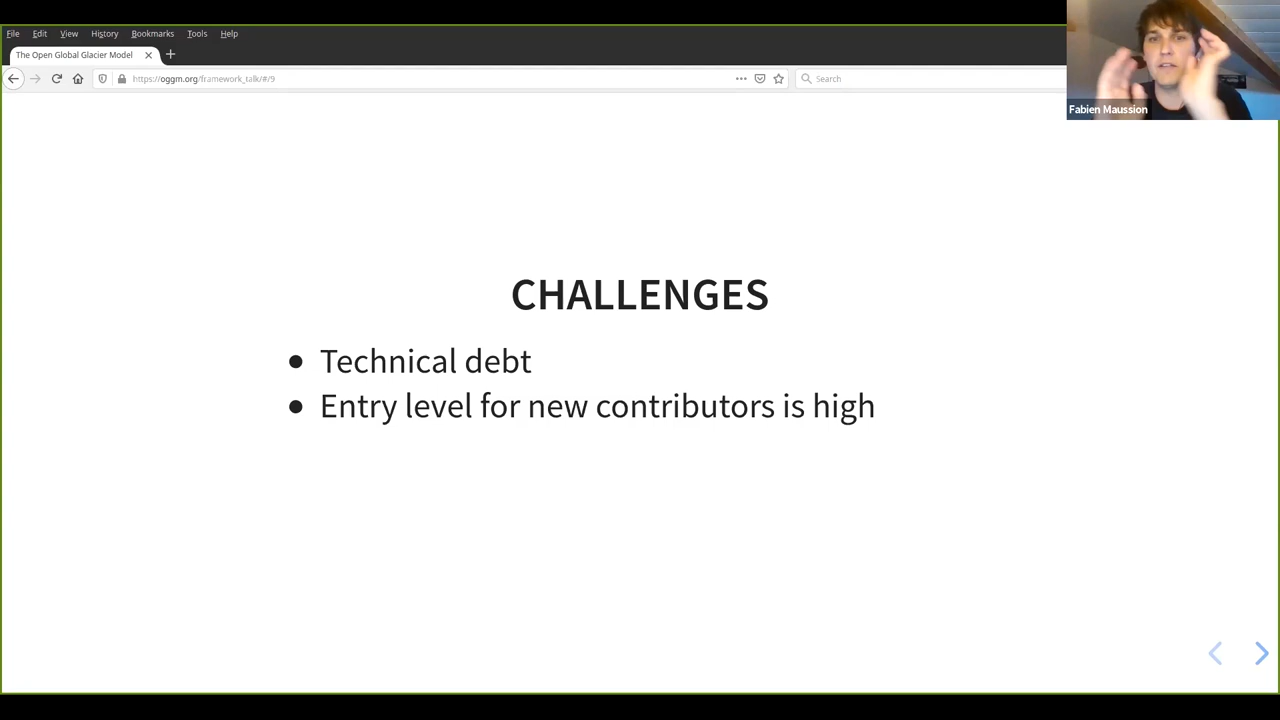 File Edit View History Bookmarks Tools Help
The Open Global Glacier Model
https://oggm.org/framework_talk/#/9
Search
Fabien Maussion
CHALLENGES
• Technical debt
• Entry level for new contributors is high